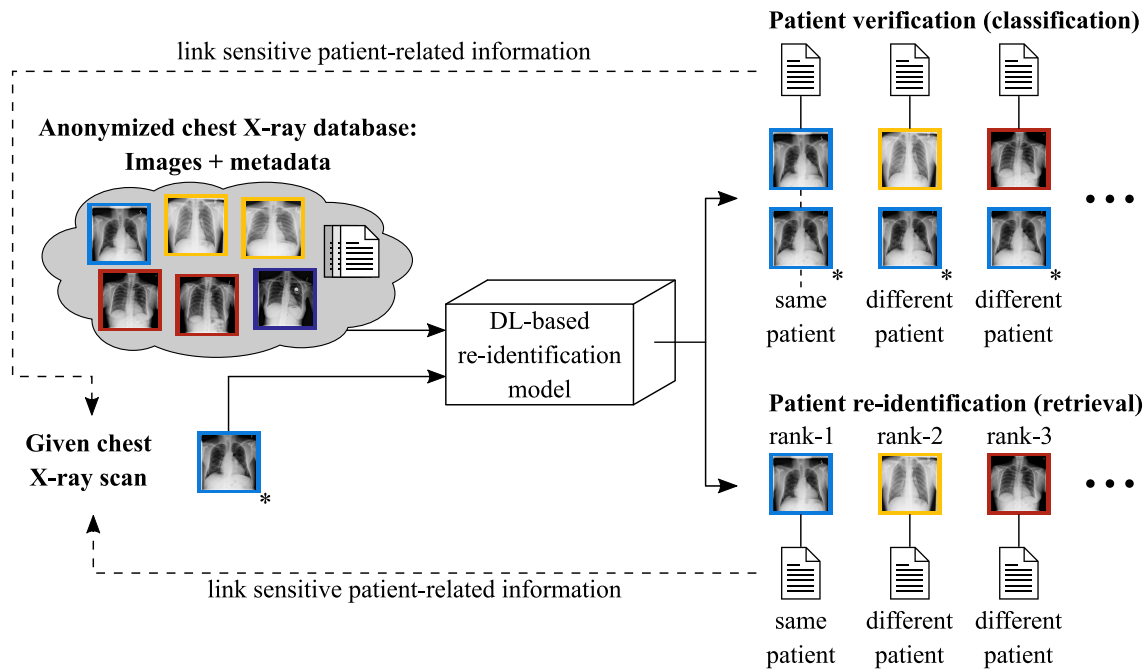 Patient verification (classification)
link sensitive patient-related information
Anonymized chest X-ray database:
Images + metadata
* * *
same different different
patient patient patient
DL-based
re-identification
model
Given chest
X-ray scan
*
Patient re-identification (retrieval)
rank-1 rank-2 rank-3
link sensitive patient-related information
same different different
patient patient patient